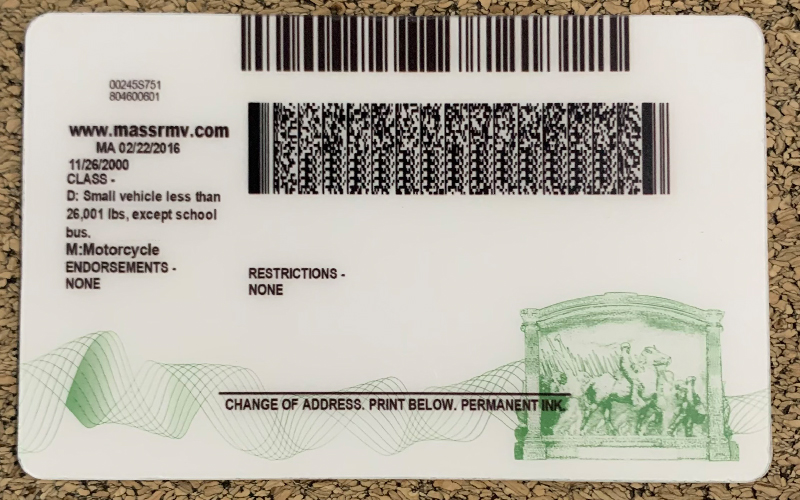 00245S751
804600601
www.massrmv.com
MA 02/22/2016
11/26/2000
CLASS -
D: Small vehicle less than
26,001 lbs, except school
bus.
M:Motorcycle
ENDORSEMENTS -
NONE
RESTRICTIONS -
NONE
CHANGE OF ADDRESS. PRINT BELOW. PERMANENT INK.